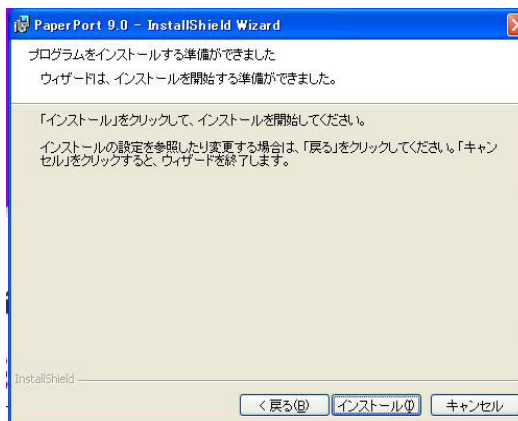 PaperPort 9.0 - InstallShield Wizard
プログラムをインストールする準備ができました
ウィザードは、インストールを開始する準備ができました。
「インストール」をクリックして、インストールを開始してください。
インストールの設定を参照したり変更する場合は、「戻る」をクリックしてください。「キャン
セル」をクリックすると、ウィザードを終了します。
InstallShield
< 戻る(B) インストール(I) キャンセル